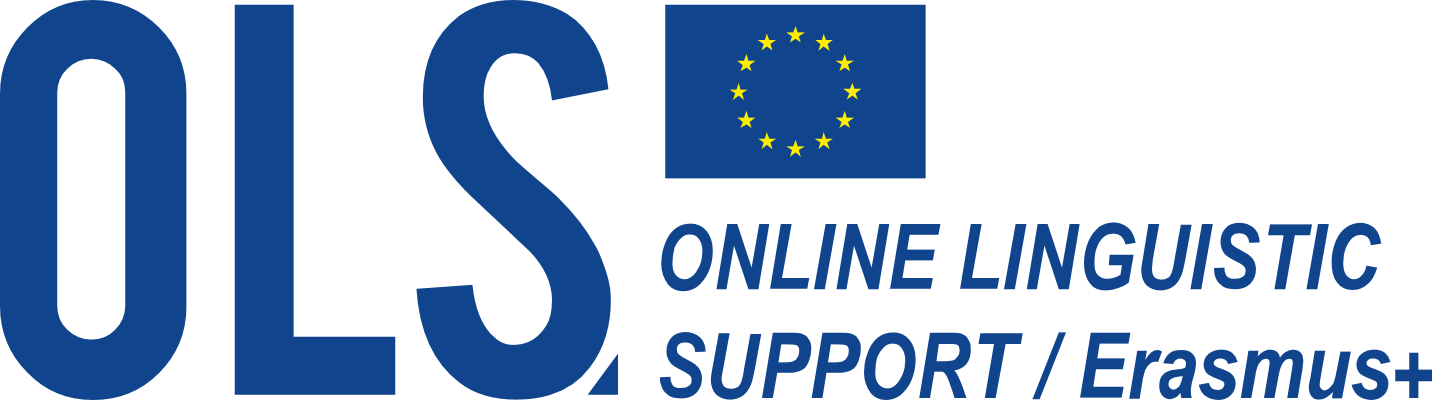 OLS
ONLINE LINGUISTIC
SUPPORT / Erasmus+